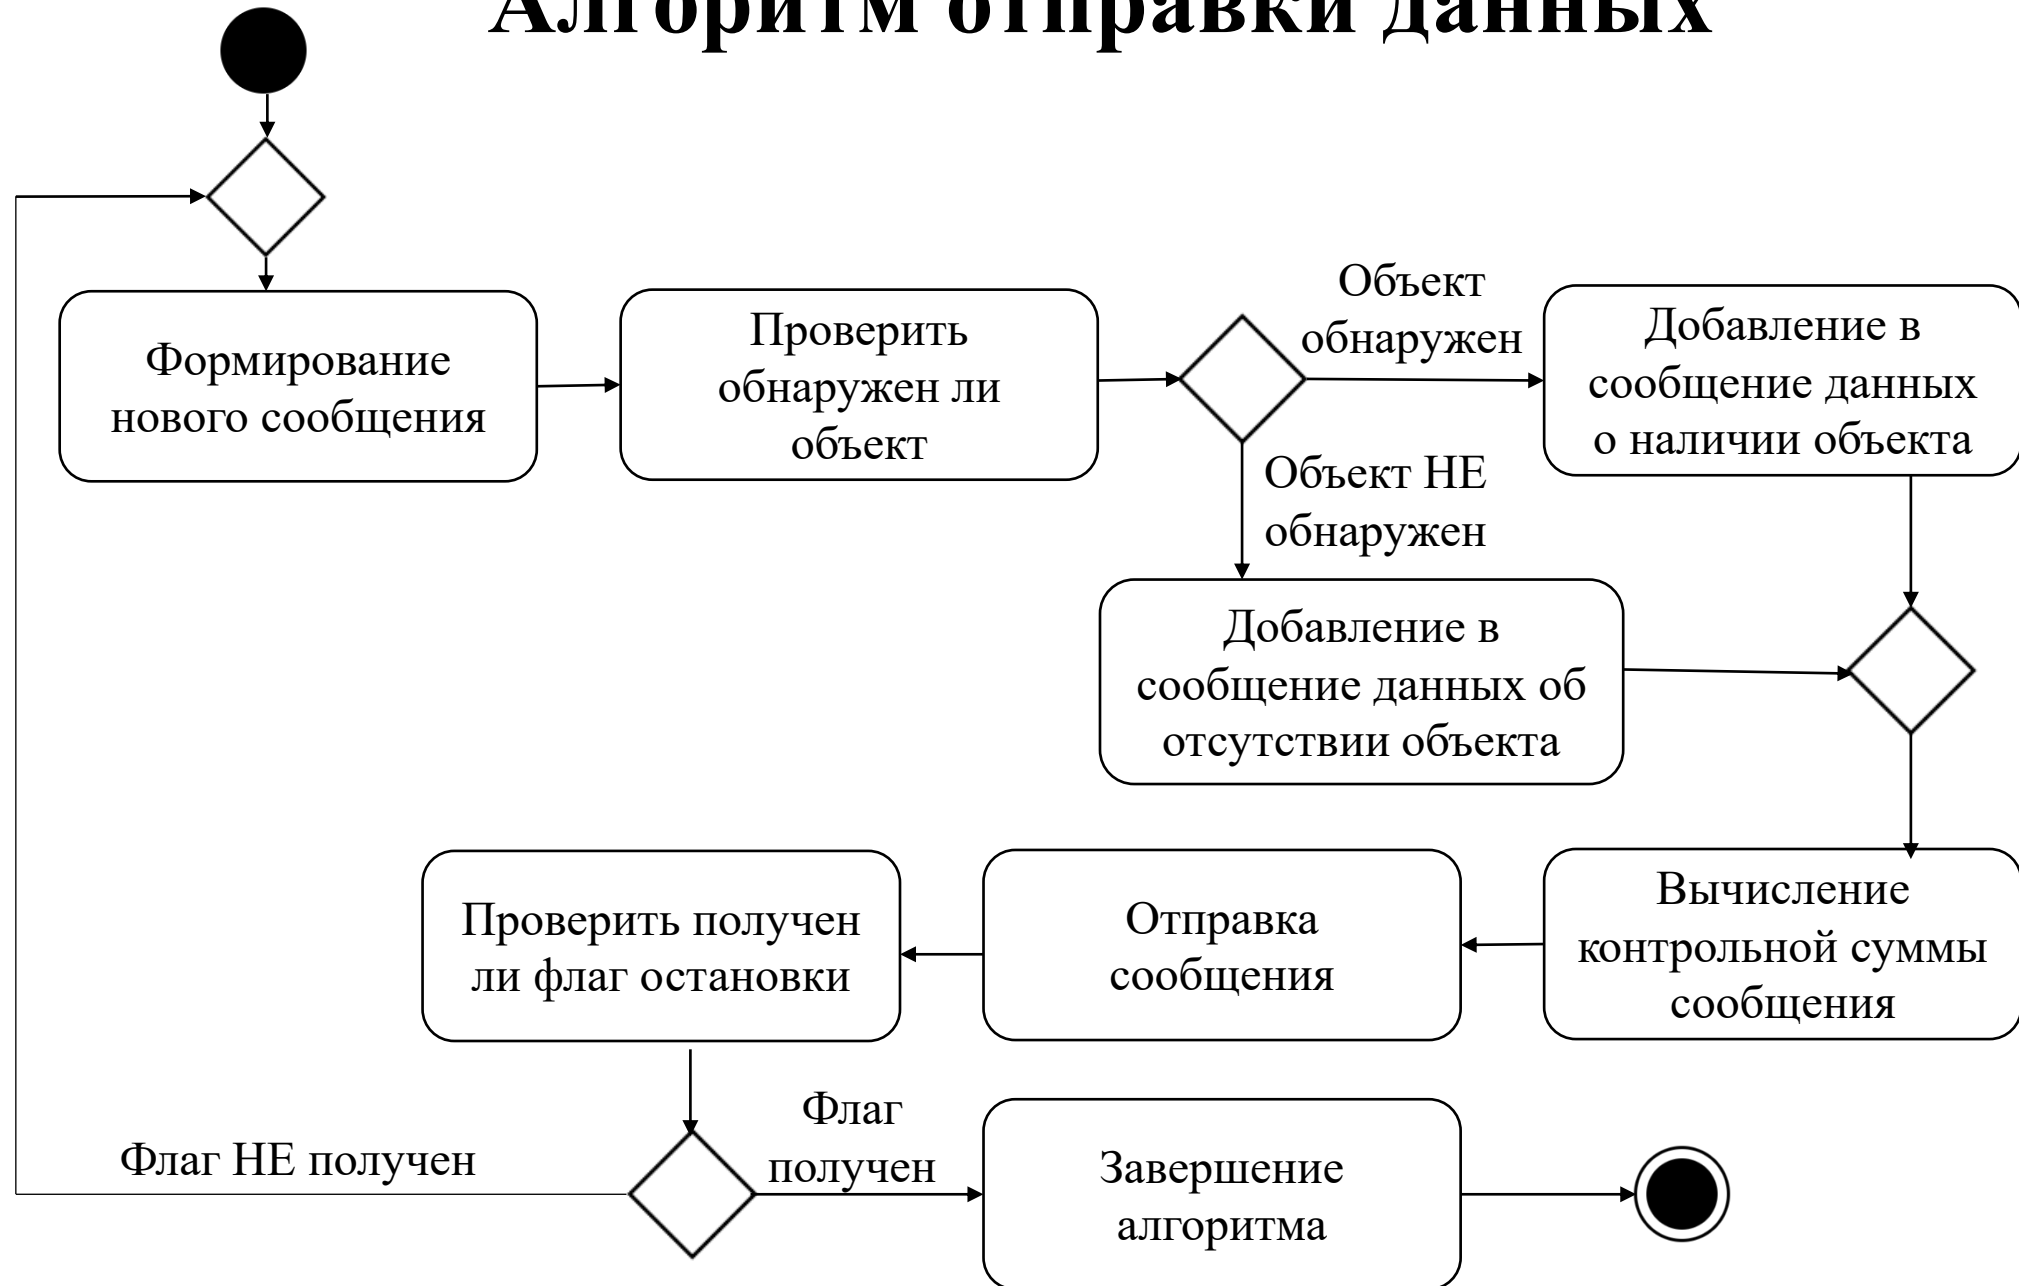 Алгоритм отправки данных
Формирование
нового сообщения
Проверить
обнаружен ли
объект
Объект
обнаружен
Добавление в
сообщение данных
о наличии объекта
Объект НЕ
обнаружен
Добавление в
сообщение данных об
отсутствии объекта
Вычисление
контрольной суммы
сообщения
Отправка
сообщения
Проверить получен
ли флаг остановки
Флаг НЕ получен
Флаг
получен
Завершение
алгоритма